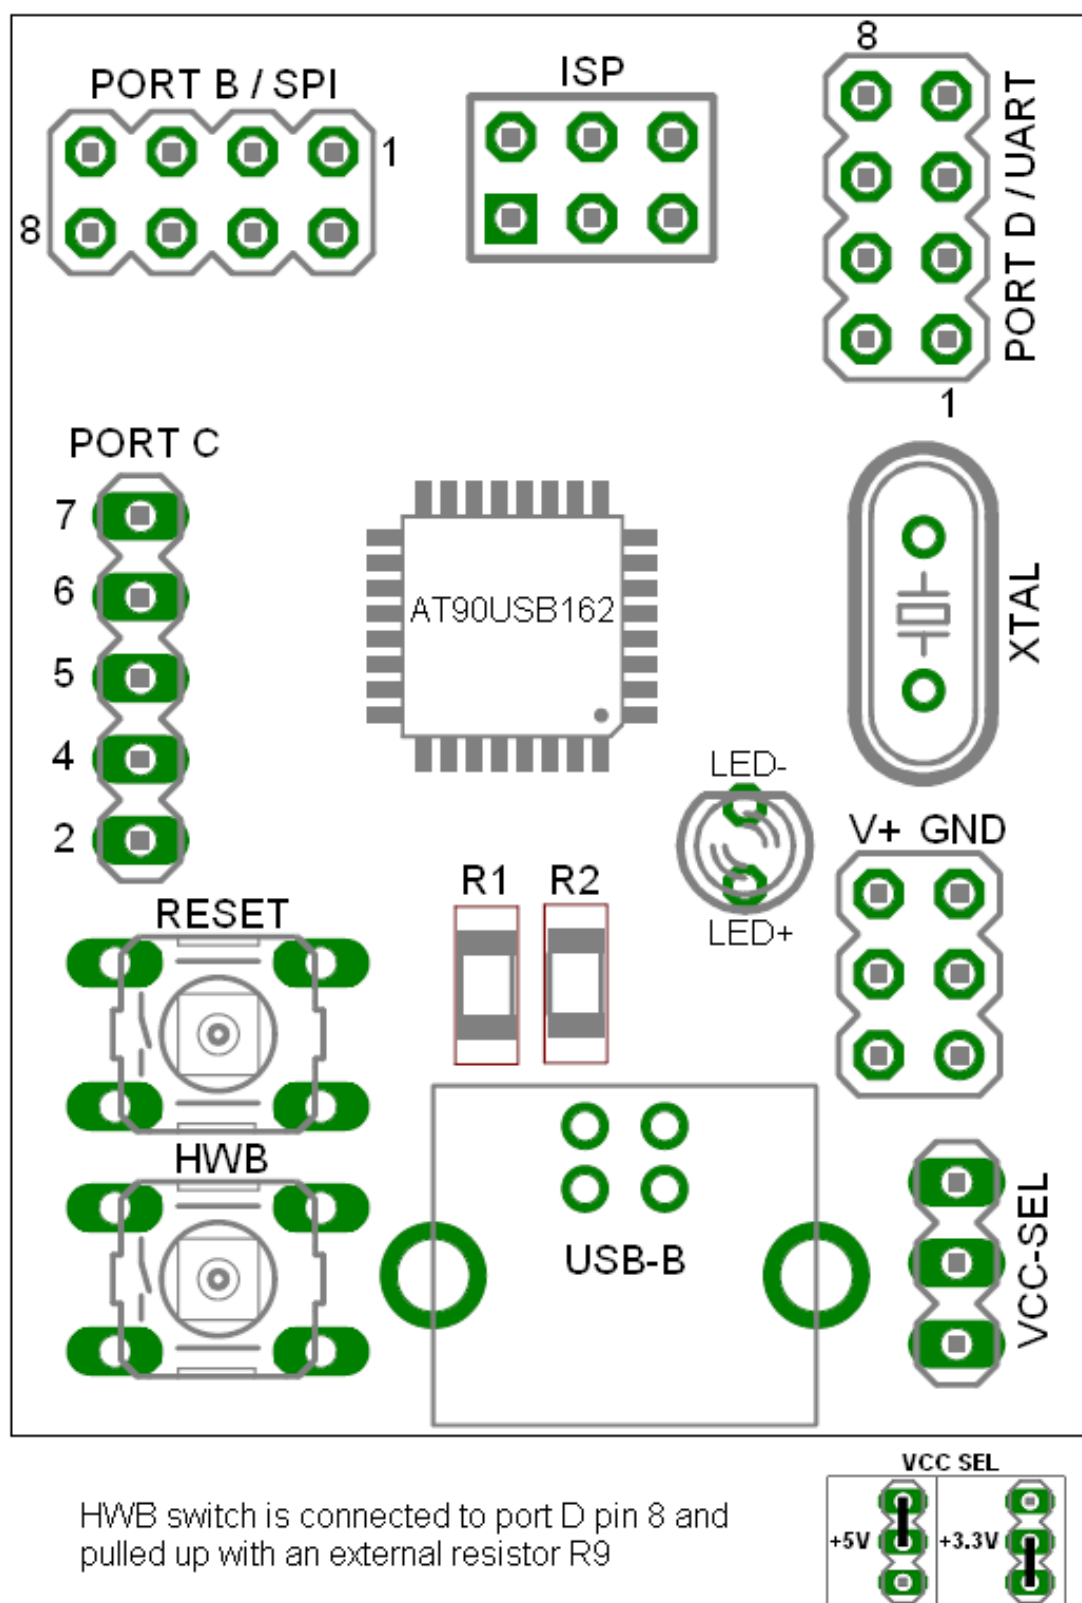 8
PORT B / SPI
ISP
1
8
PORT D / UART
1
PORT C
7
6
5
4
2
AT90USB162
XTAL
LED-
LED+
V+ GND
R1 R2
RESET
HWB
USB-B
VCC-SEL
VCC SEL
+5V
+3.3V
HWB switch is connected to port D pin 8 and
pulled up with an external resistor R9